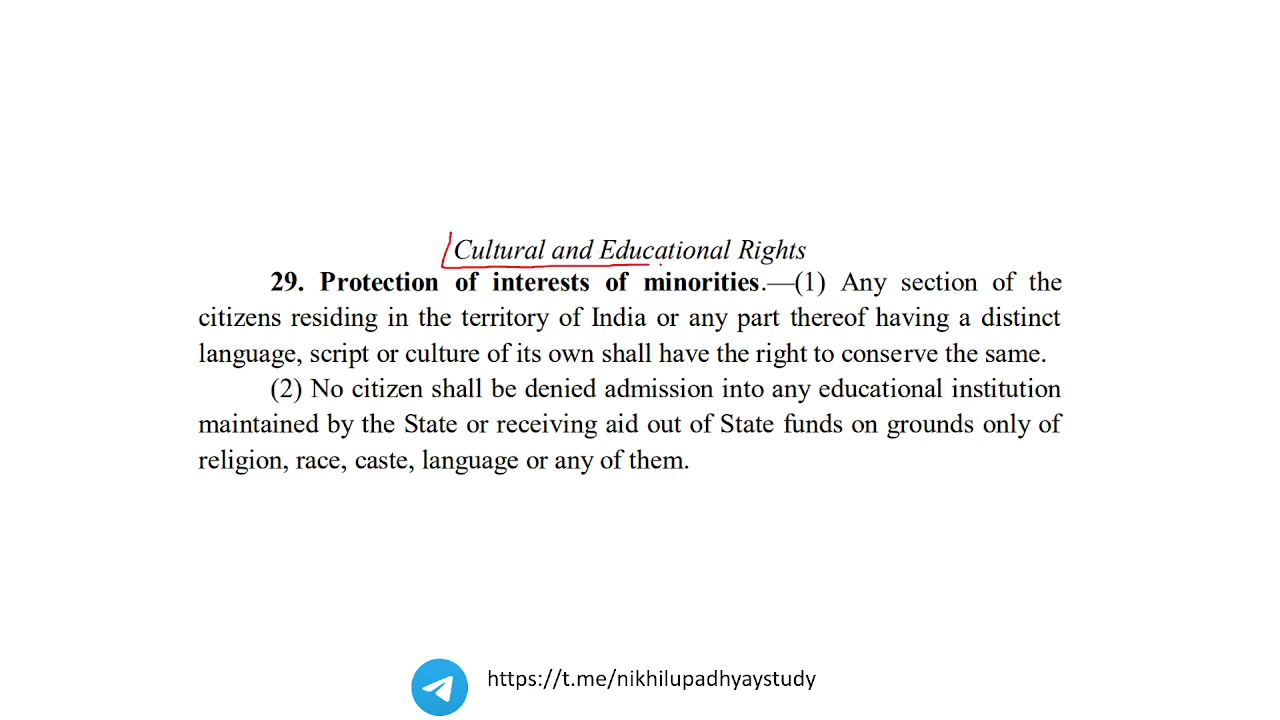 Cultural and Educational Rights
29. Protection of interests of minorities.—(1) Any section of the
citizens residing in the territory of India or any part thereof having a distinct
language, script or culture of its own shall have the right to conserve the same.
(2) No citizen shall be denied admission into any educational institution
maintained by the State or receiving aid out of State funds on grounds only of
religion, race, caste, language or any of them.
https://t.me/nikhilupadhyaystudy